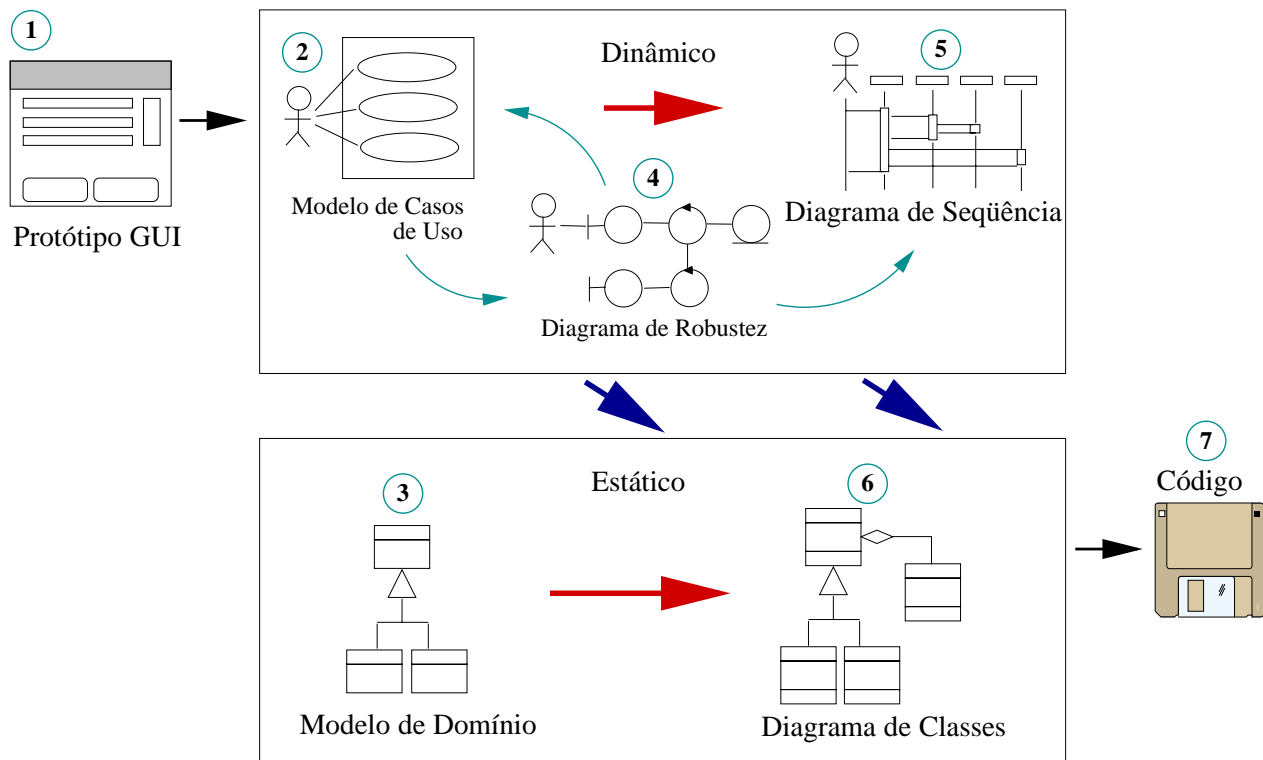 1
Protótipo GUI
2
Dinâmico
5
4
Modelo de Casos
de Uso
Diagrama de Seqüência
Diagrama de Robustez
3
Estático
6
7
Código
Modelo de Domínio
Diagrama de Classes